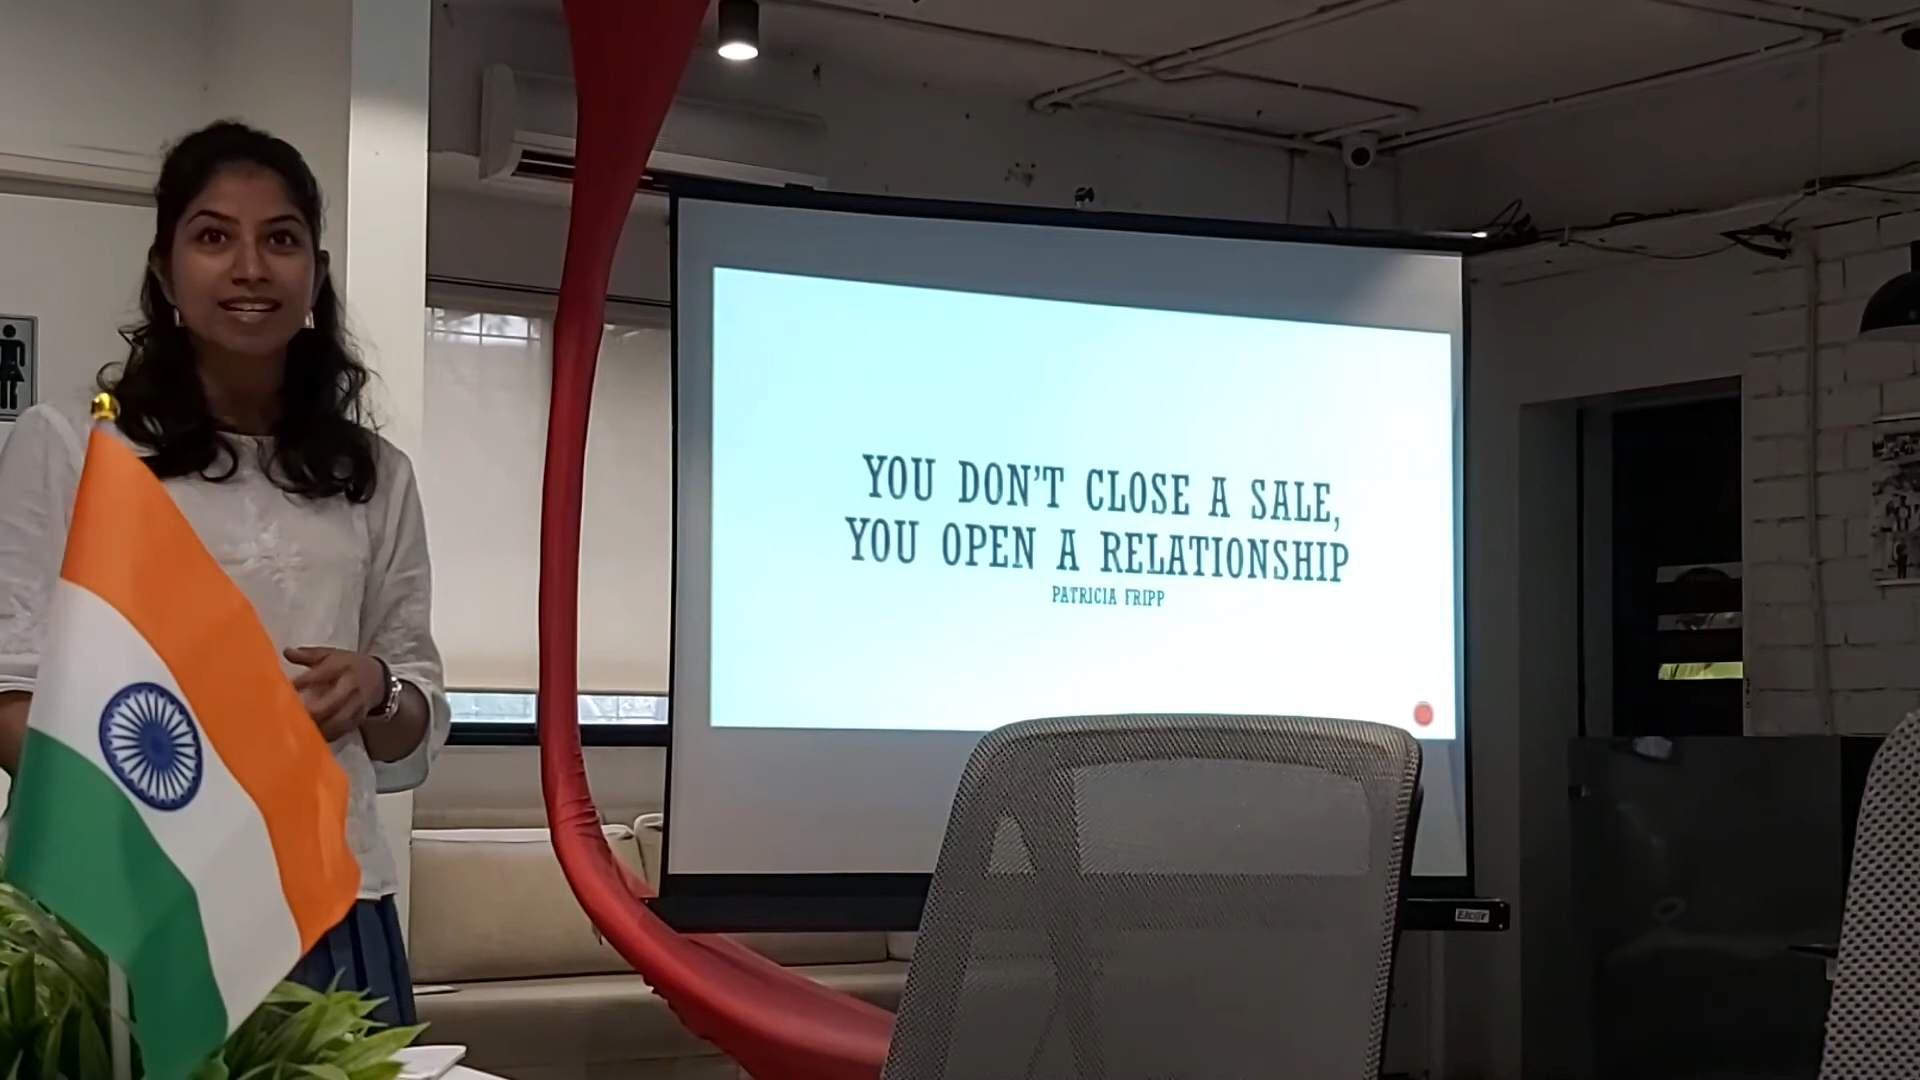 YOU DON'T CLOSE A SALE,
YOU OPEN A RELATIONSHIP
PATRICIA FRIPP